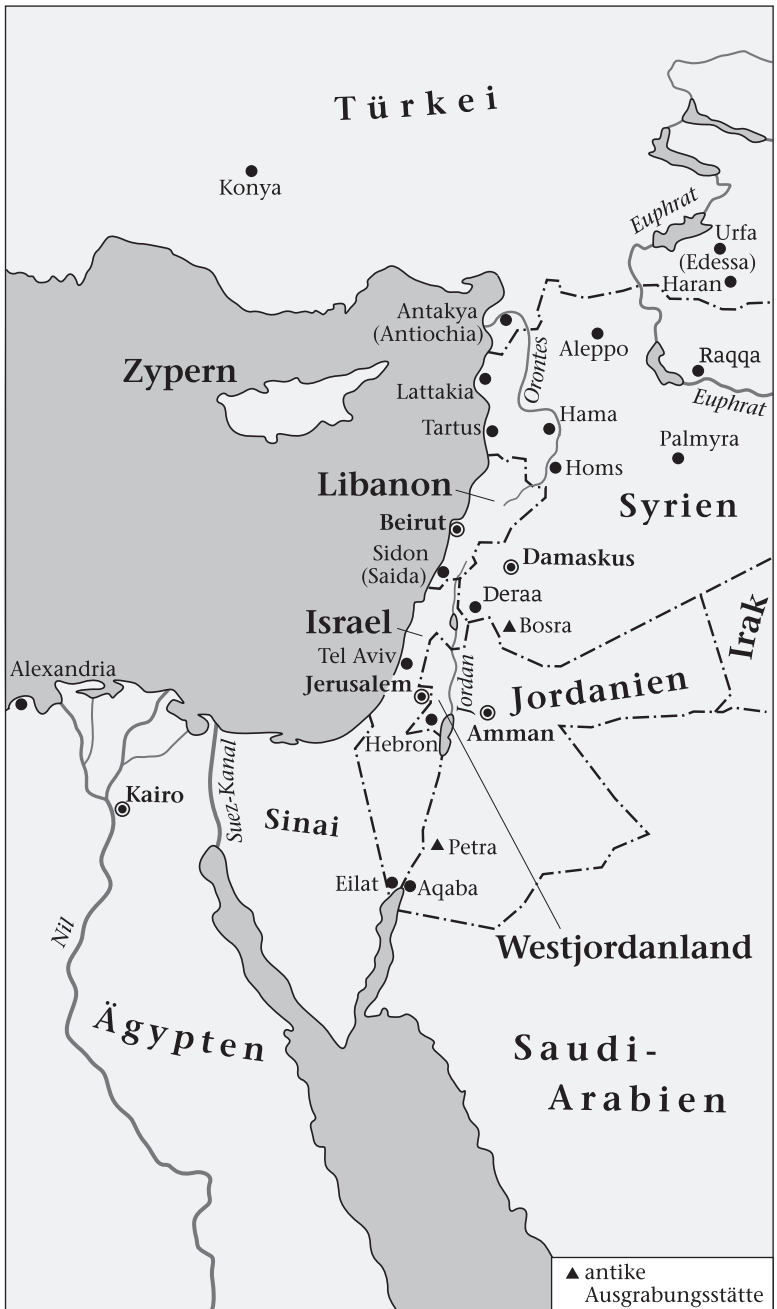 Türkei
Konya
Euphrat
Urfa
(Edessa)
Haran
Antakya
(Antiochia)
Aleppo
Orontes
Raqqa
Zypern
Lattakia
Euphrat
Hama
Tartus
Palmyra
Homs
Libanon
Syrien
Beirut
Sidon
(Saida)
Damaskus
Deraa
Israel
Bosra
Irak
Tel Aviv
Alexandria
Jerusalem
Jordan
Jordanien
Hebron
Amman
Suez-Kanal
Kairo
Sinai
Petra
Eilat
Aqaba
Nil
Westjordanland
Ägypten
Saudi-
Arabien
antike
Ausgrabungsstätte